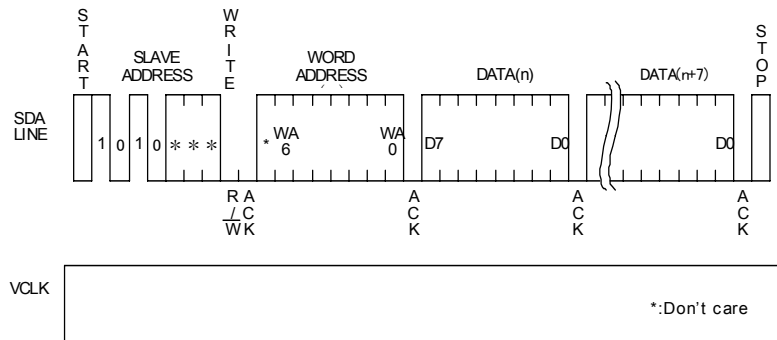 START
SLAVE ADDRESS
WRITE
WORD ADDRESS
DATA(n)
DATA(n+7)
STOP
SDA LINE
1 0 1 0 * * *
* WA 6
WA 0
D7
D0
D0
R/W
ACK
ACK
ACK
ACK
VCLK
*:Don't care